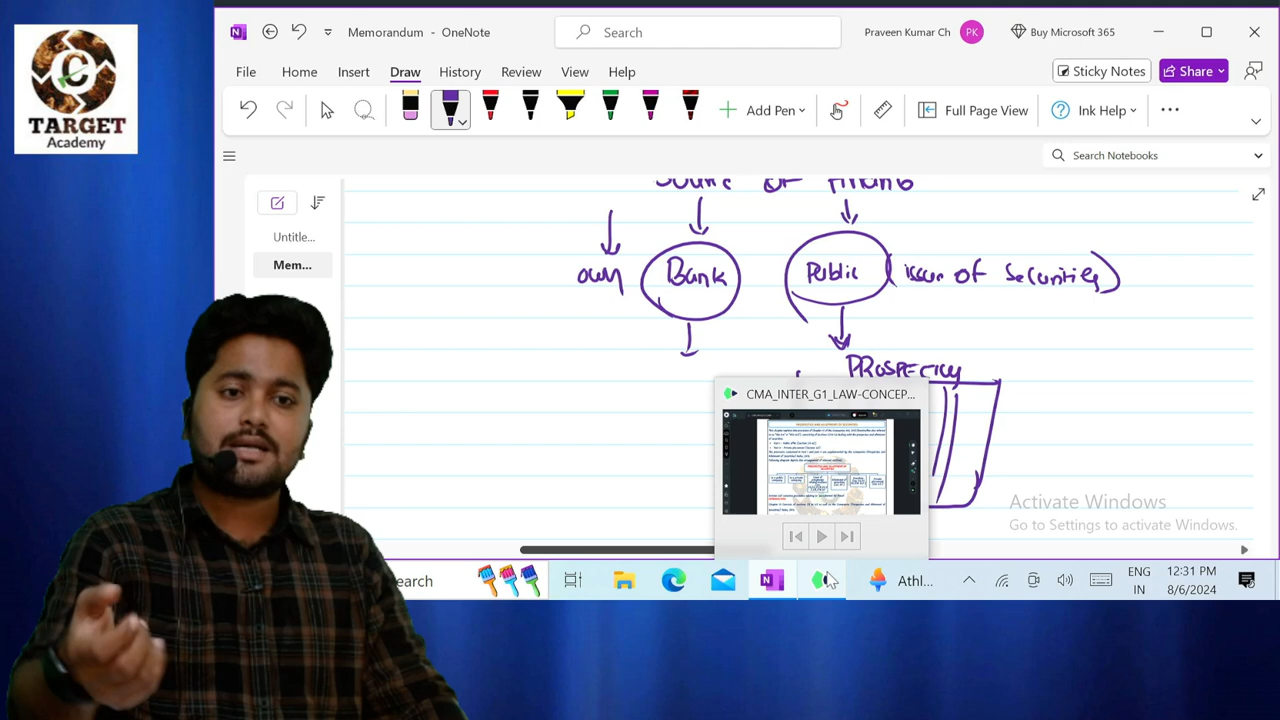 TARGET
Academy
Memorandum - OneNote
Search
Praveen Kumar Ch
PK
Buy Microsoft 365
File
Home
Insert
Draw
History
Review
View
Help
Sticky Notes
Share
Add Pen
Full Page View
Ink Help
Search Notebooks
Untitle...
Mem...
own
Bank
Public
(issue of Securities)
CMA_INTER_G1_LAW-CONCEP...
Activate Windows
Go to Settings to activate Windows.
earch
Athl...
ENG
IN
12:31 PM
8/6/2024